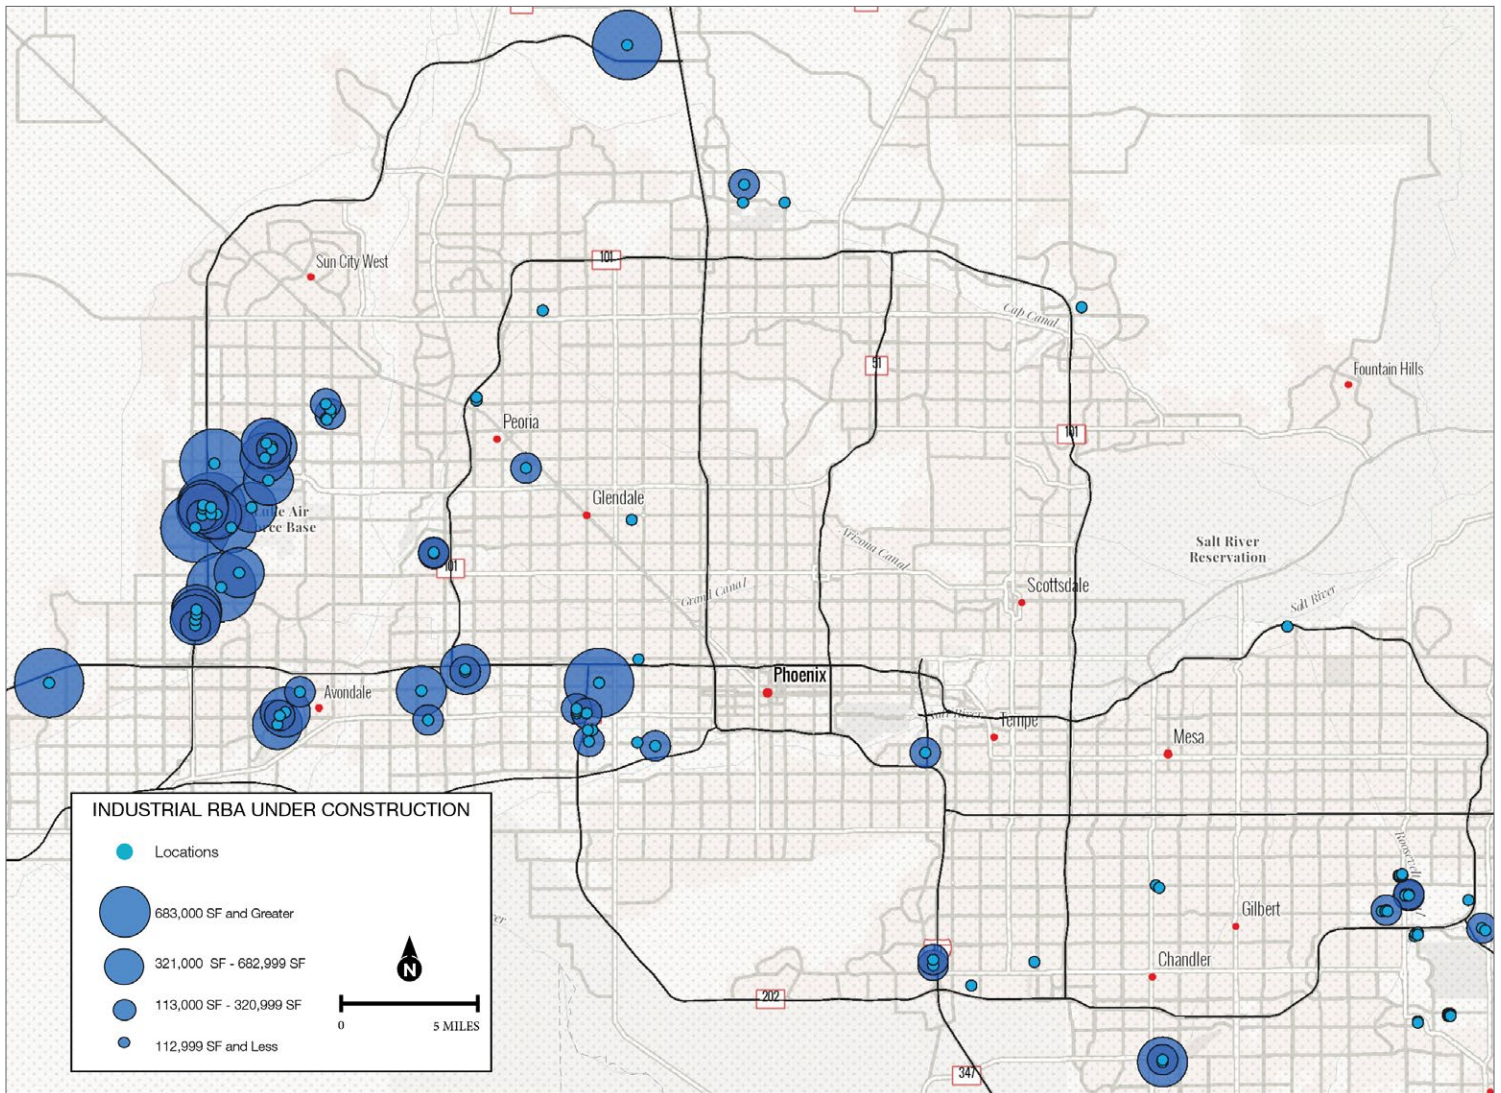 101
Sun City West
Cap Canal
51
Fountain Hills
Peoria
101
Glendale
Air
Base
Arizona Canal
Salt River
Reservation
101
Scottsdale
Grand Canal
Salt River
Phoenix
Avondale
Salt River
Tempe
Mesa
INDUSTRIAL RBA UNDER CONSTRUCTION
Locations
683,000 SF and Greater
321,000 SF - 682,999 SF
113,000 SF - 320,999 SF
112,999 SF and Less
N
0 5 MILES
Gilbert
Chandler
202
347